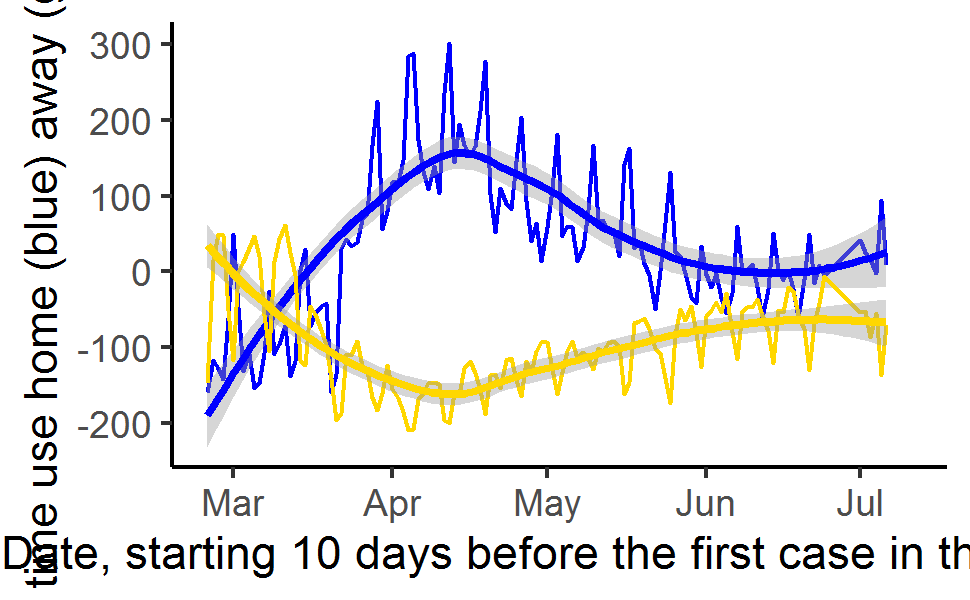 time use home (blue) away (
300
200
100
0
-100
-200
Mar Apr May Jun Jul
Date, starting 10 days before the first case in th